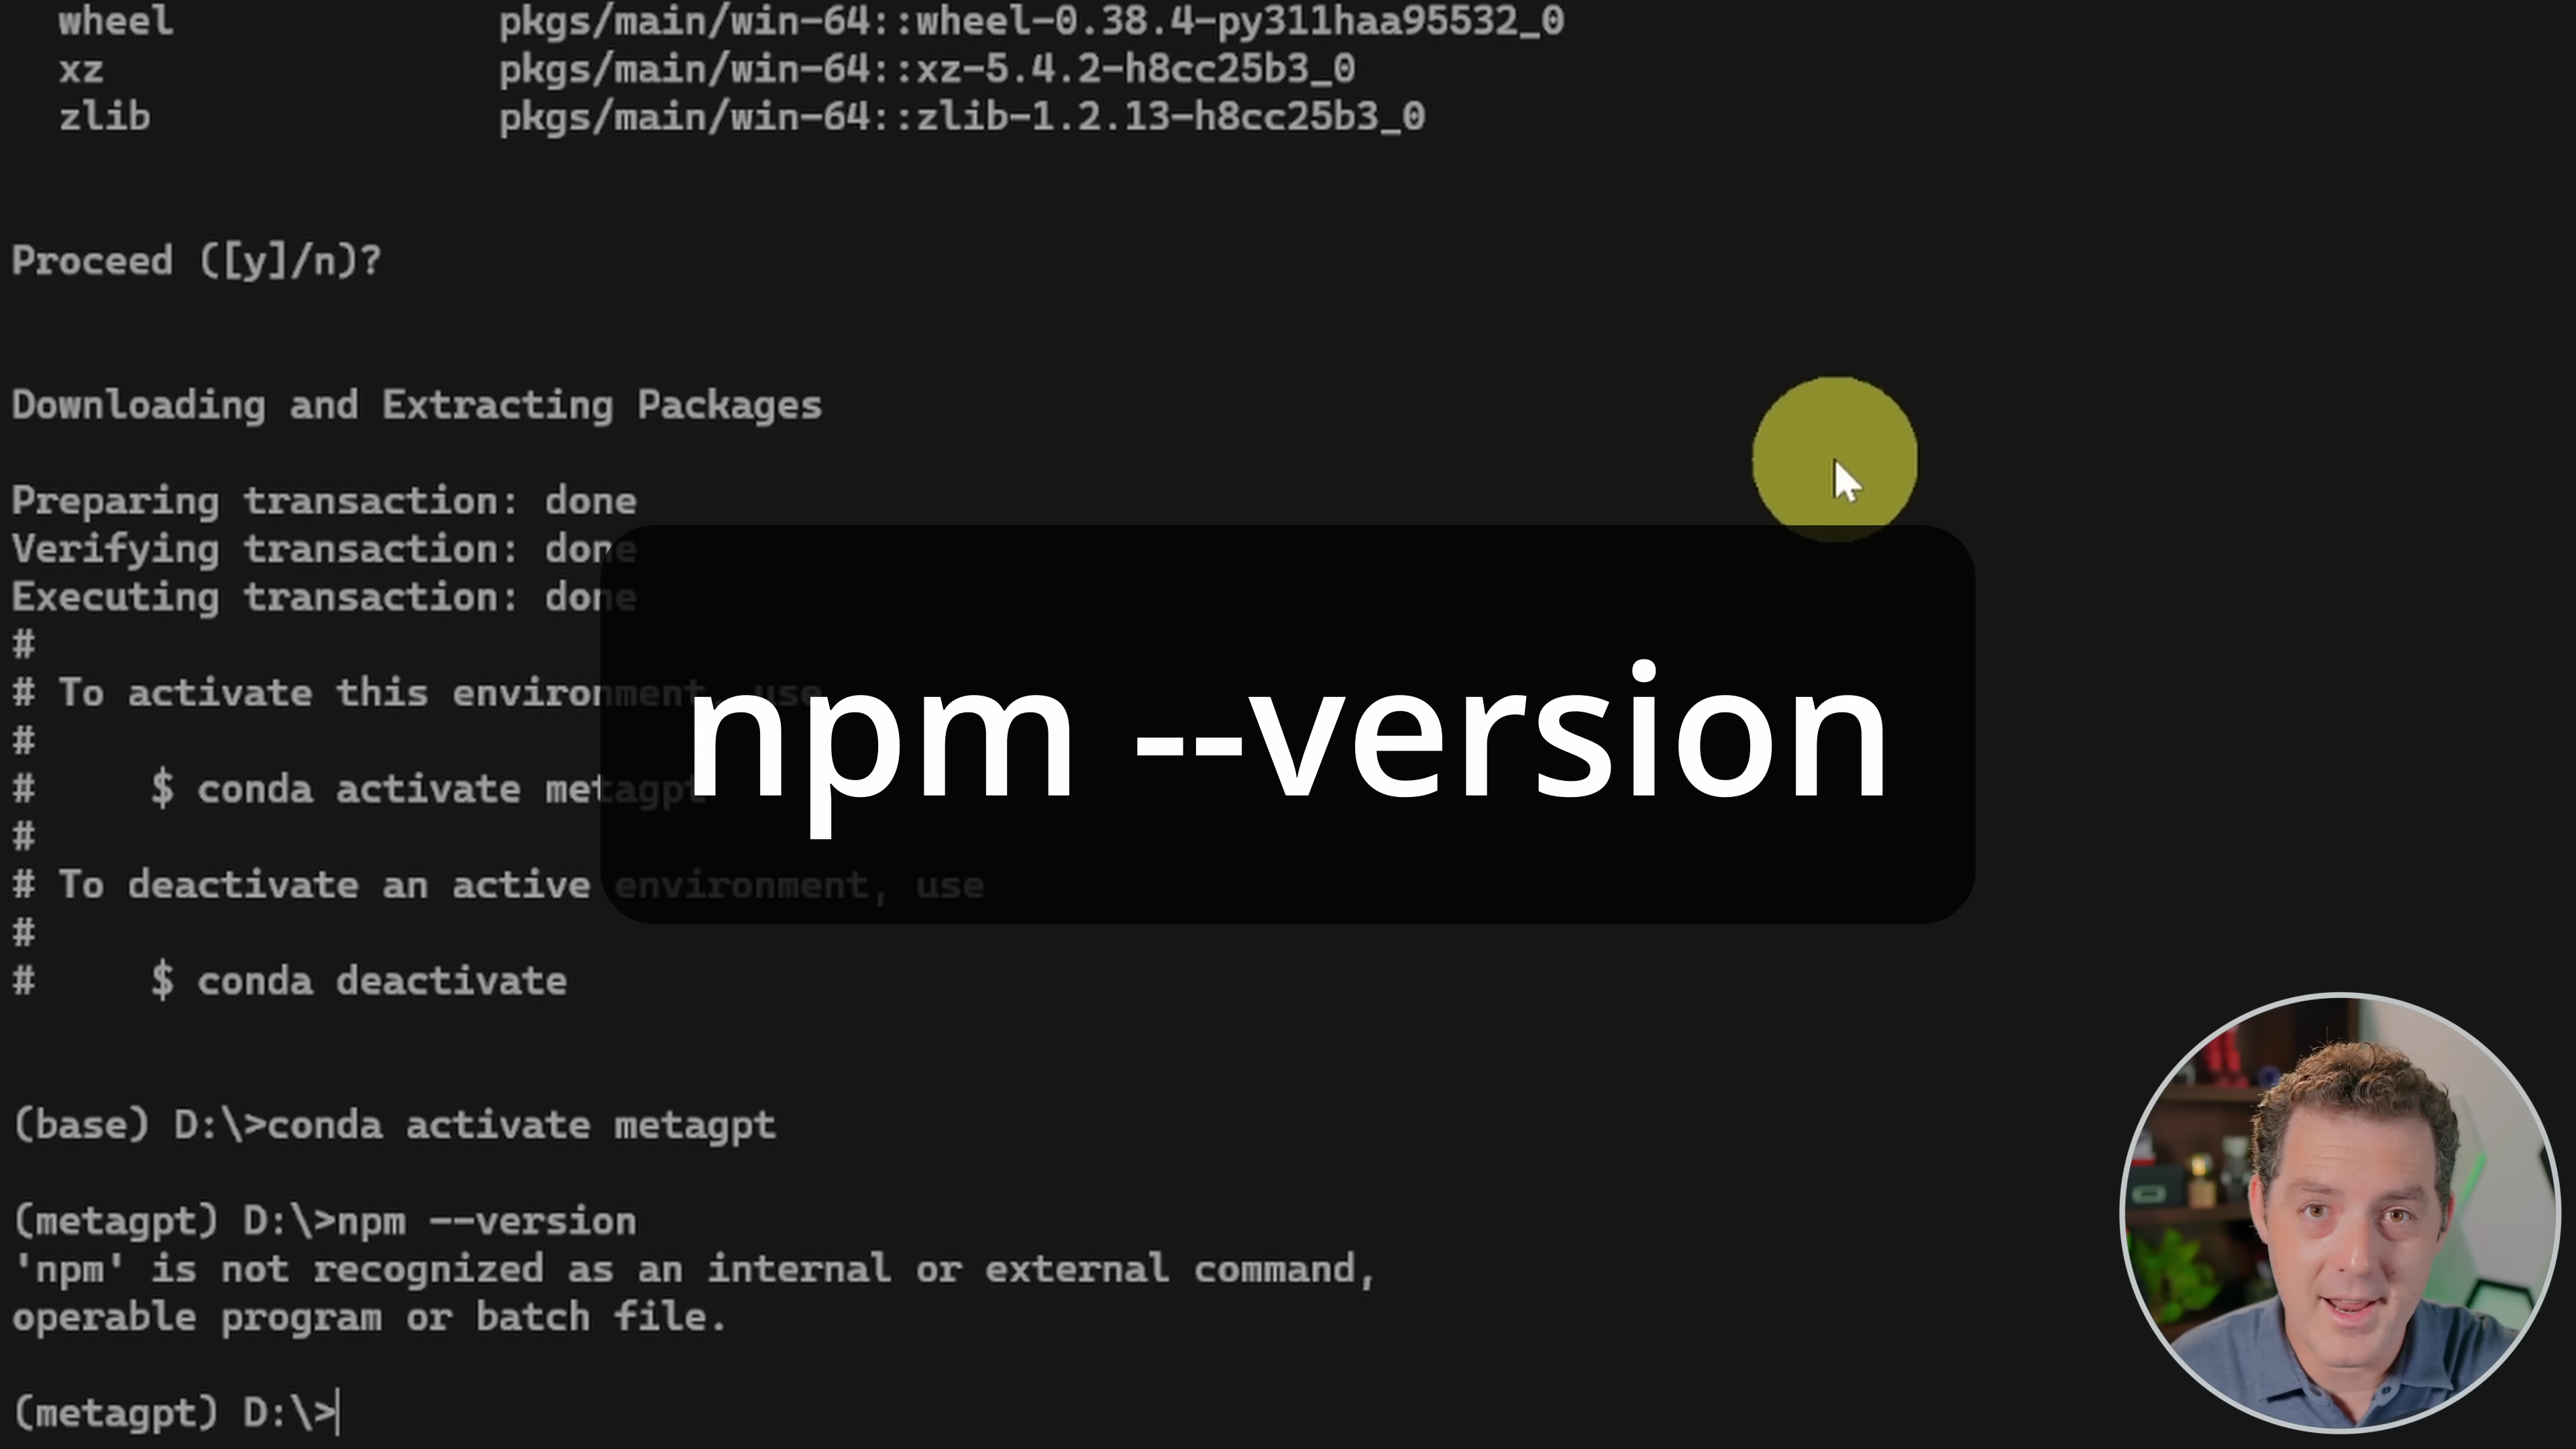 wheel pkgs/main/win-64::wheel-0.38.4-py311haa95532_0
xz pkgs/main/win-64::xz-5.4.2-h8cc25b3_0
zlib pkgs/main/win-64::zlib-1.2.13-h8cc25b3_0
Proceed ([y]/n)?
Downloading and Extracting Packages
Preparing transaction: done
Verifying transaction: done
Executing transaction: done
#
# To activate this environment, use
#
# $ conda activate metagpt
#
# To deactivate an active environment, use
#
# $ conda deactivate
npm --version
(base) D:\>conda activate metagpt
(metagpt) D:\>npm --version
'npm' is not recognized as an internal or external command,
operable program or batch file.
(metagpt) D:\>